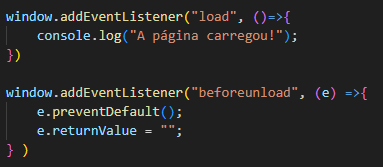 window.addEventListener("load", ()=>{
    console.log("A página carregou!");
})

window.addEventListener("beforeunload", (e) =>{
    e.preventDefault();
    e.returnValue = "";
} )